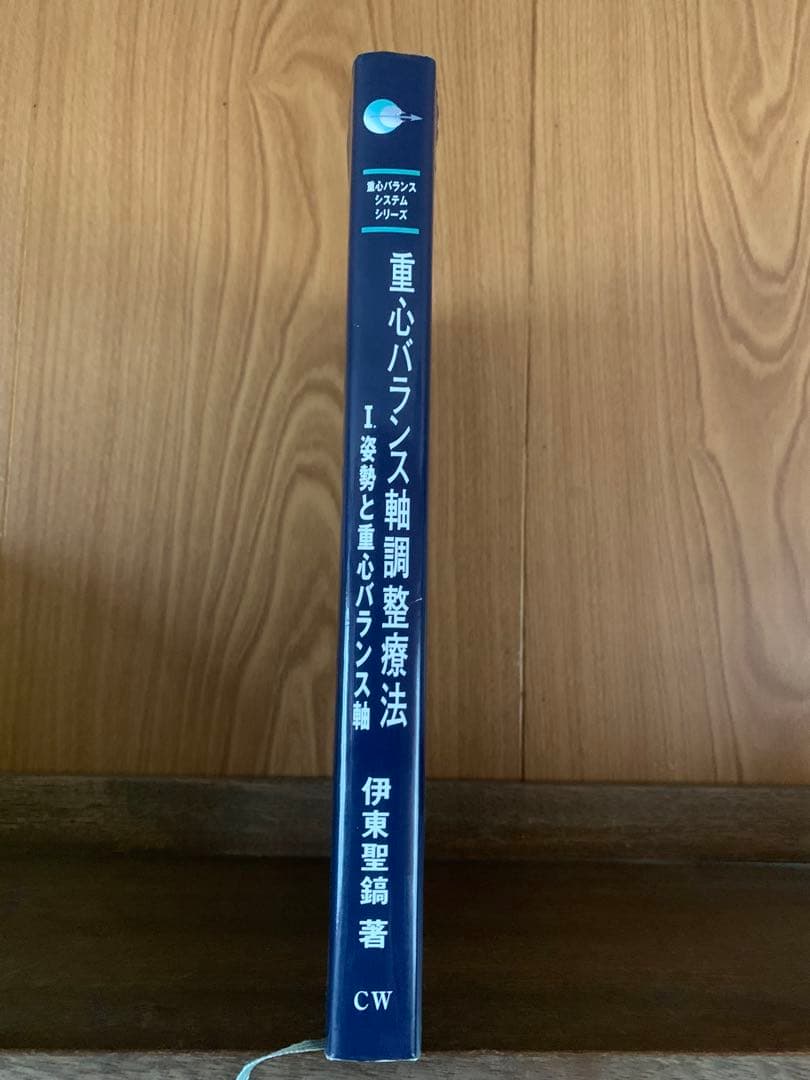 重心バランス
システム
シリーズ
重心バランス軸調整療法
I.姿勢と重心バランス軸
伊東聖鎬 著
CW